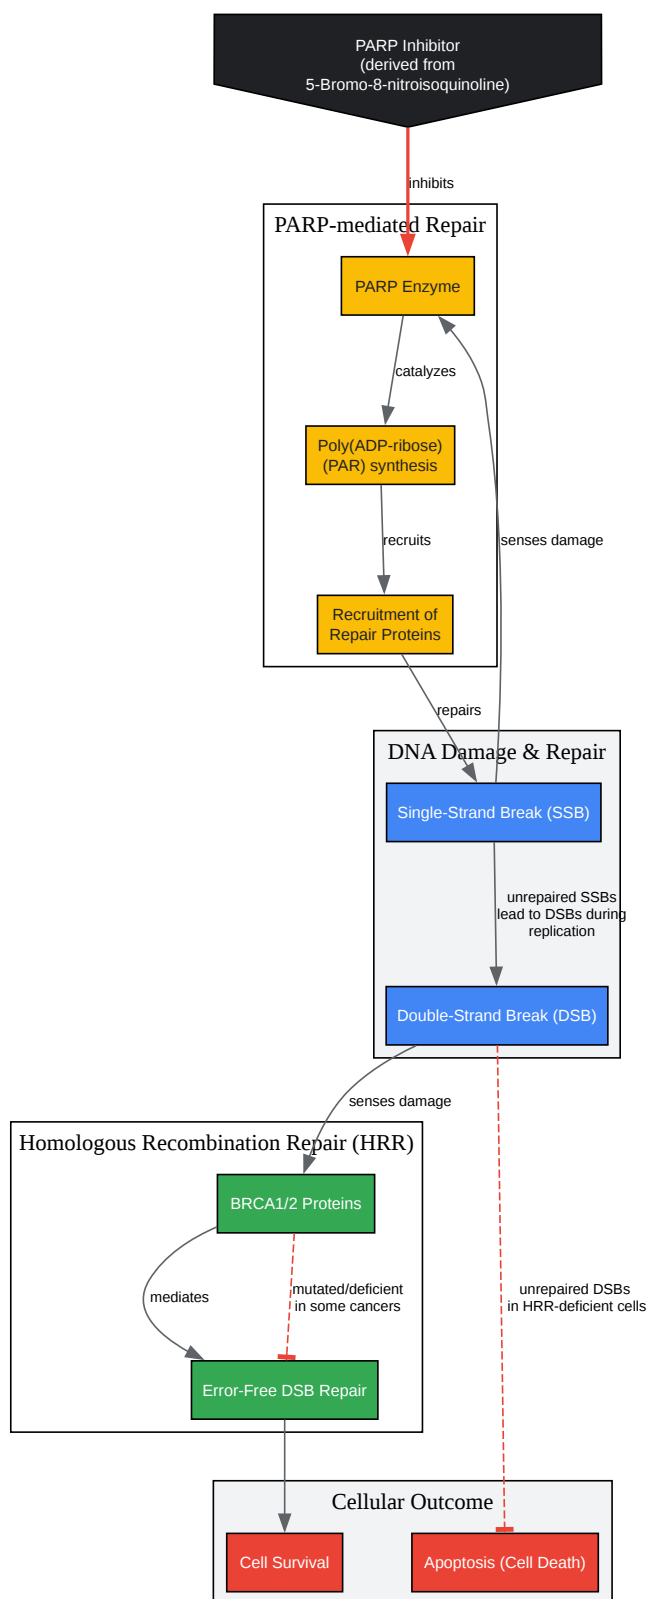 PARP Inhibitor
(derived from
5-Bromo-8-nitroisoquinoline)
inhibits
PARP-mediated Repair
PARP Enzyme
catalyzes
Poly(ADP-ribose)
(PAR) synthesis
recruits
senses damage
Recruitment of
Repair Proteins
repairs
DNA Damage & Repair
Single-Strand Break (SSB)
unrepaired SSBs
lead to DSBs during
replication
Double-Strand Break (DSB)
senses damage
Homologous Recombination Repair (HRR)
BRCA1/2 Proteins
mediates
mutated/deficient
in some cancers
unrepaired DSBs
in HRR-deficient cells
Error-Free DSB Repair
Cellular Outcome
Cell Survival
Apoptosis (Cell Death)